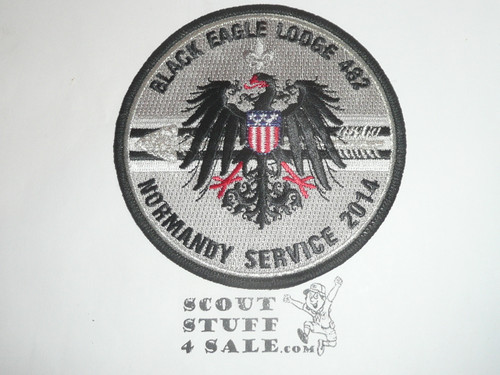 BLACK EAGLE LODGE 482
NORMANDY SERVICE 2014
SCOUT
STUFF
4 SALE.COM